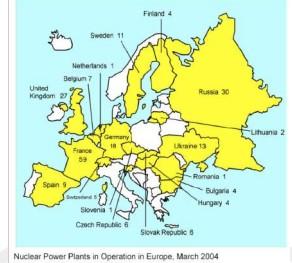 Finland 4
Sweden 11
Netherlands 1
Belgium 7
United
Kingdom 27
Russia 30
Lithuania 2
Germany
18
France
59
Ukraine 13
Romania 1
Spain 9
Switzerland 5
Bulgaria 4
Slovenia 1
Hungary 4
Czech Republic 6
Slovak Republic 6
Nuclear Power Plants in Operation in Europe, March 2004